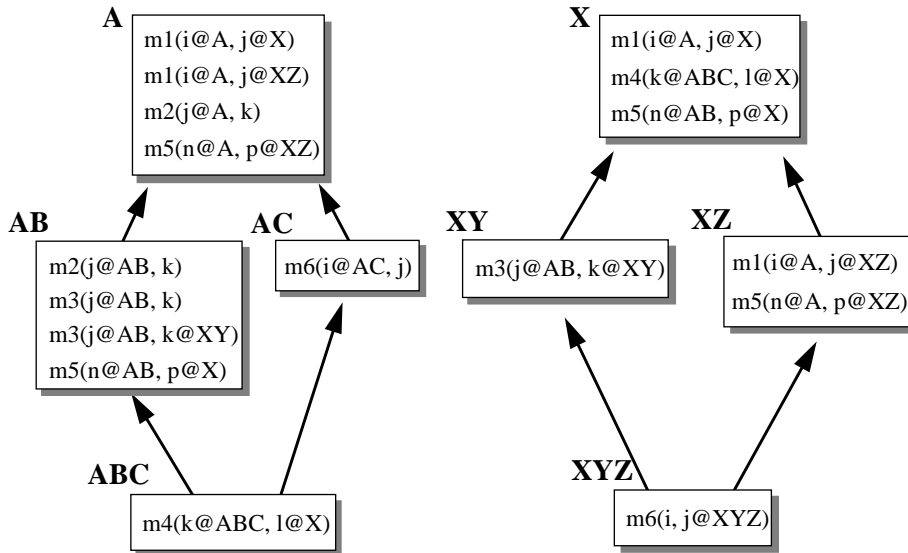 A
m1(i@A, j@X)
m1(i@A, j@XZ)
m2(j@A, k)
m5(n@A, p@XZ)
X
m1(i@A, j@X)
m4(k@ABC, l@X)
m5(n@AB, p@X)
AB
m2(j@AB, k)
m3(j@AB, k)
m3(j@AB, k@XY)
m5(n@AB, p@X)
AC
m6(i@AC, j)
XY
m3(j@AB, k@XY)
XZ
m1(i@A, j@XZ)
m5(n@A, p@XZ)
ABC
m4(k@ABC, l@X)
XYZ
m6(i, j@XYZ)